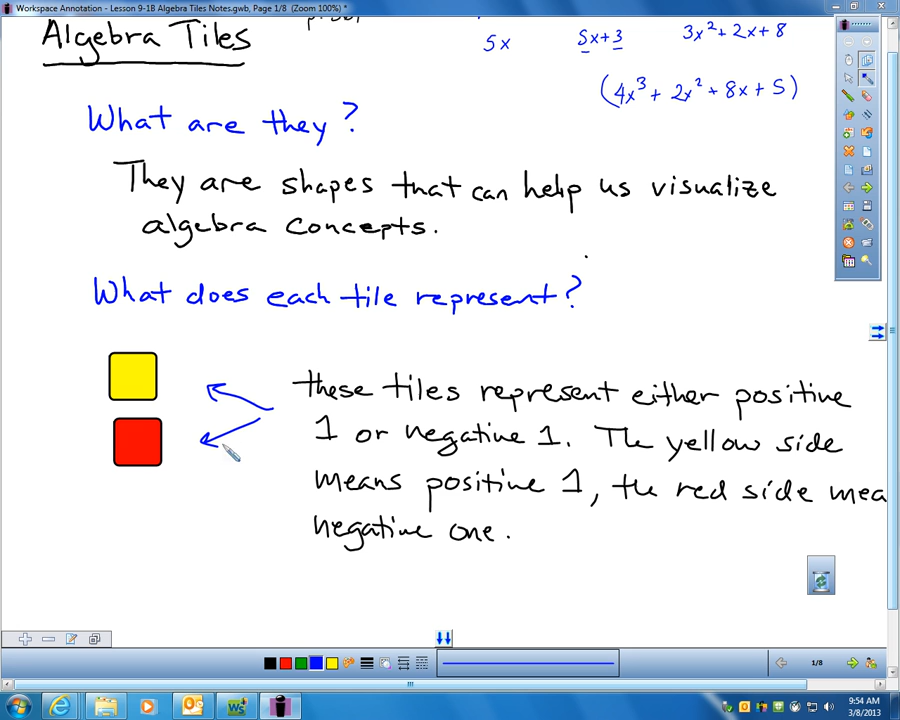 Workspace Annotation - Lesson 9-1B Algebra Tiles Notes.gwb, Page 1/8 (Zoom 100%) *
Algebra Tiles
5x
5x+3
3x²+2x+8
(4x³+2x²+8x+5)
What are they?
They are shapes that can help us visualize
algebra concepts.
What does each tile represent?
these tiles represent either positive
1 or negative 1. The yellow side
means positive 1, the red side mea
negative one.
1/8
9:54 AM
3/8/2013